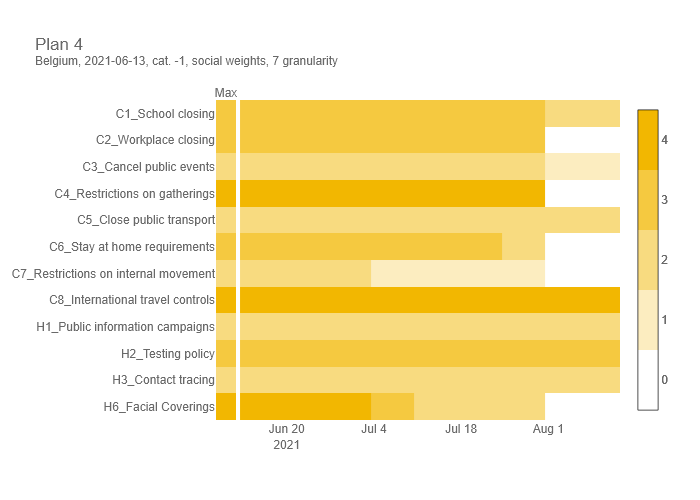 Plan 4
Belgium, 2021-06-13, cat. -1, social weights, 7 granularity
Max
C1_School closing
C2_Workplace closing
C3_Cancel public events
C4_Restrictions on gatherings
C5_Close public transport
C6_Stay at home requirements
C7_Restrictions on internal movement
C8_International travel controls
H1_Public information campaigns
H2_Testing policy
H3_Contact tracing
H6_Facial Coverings
Jun 20 Jul 4 Jul 18 Aug 1
2021
4
3
2
1
0